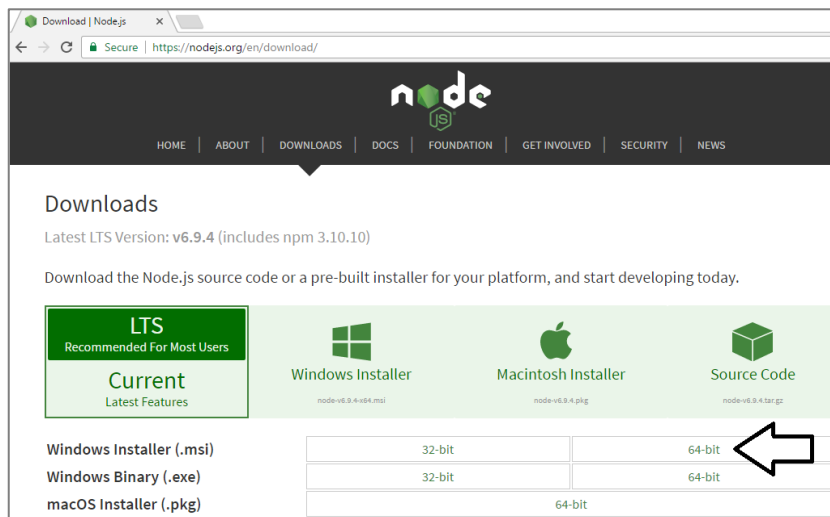 Download | Node.js
Secure | https://nodejs.org/en/download/
node
JS
HOME | ABOUT | DOWNLOADS | DOCS | FOUNDATION | GET INVOLVED | SECURITY | NEWS
Downloads
Latest LTS Version: v6.9.4 (includes npm 3.10.10)
Download the Node.js source code or a pre-built installer for your platform, and start developing today.
LTS
Recommended For Most Users
Current
Latest Features
Windows Installer
node-v6.9.4-x64.msi
Macintosh Installer
node-v6.9.4.pkg
Source Code
node-v6.9.4.tar.gz
Windows Installer (.msi) 32-bit 64-bit
Windows Binary (.exe) 32-bit 64-bit
macOS Installer (.pkg) 64-bit